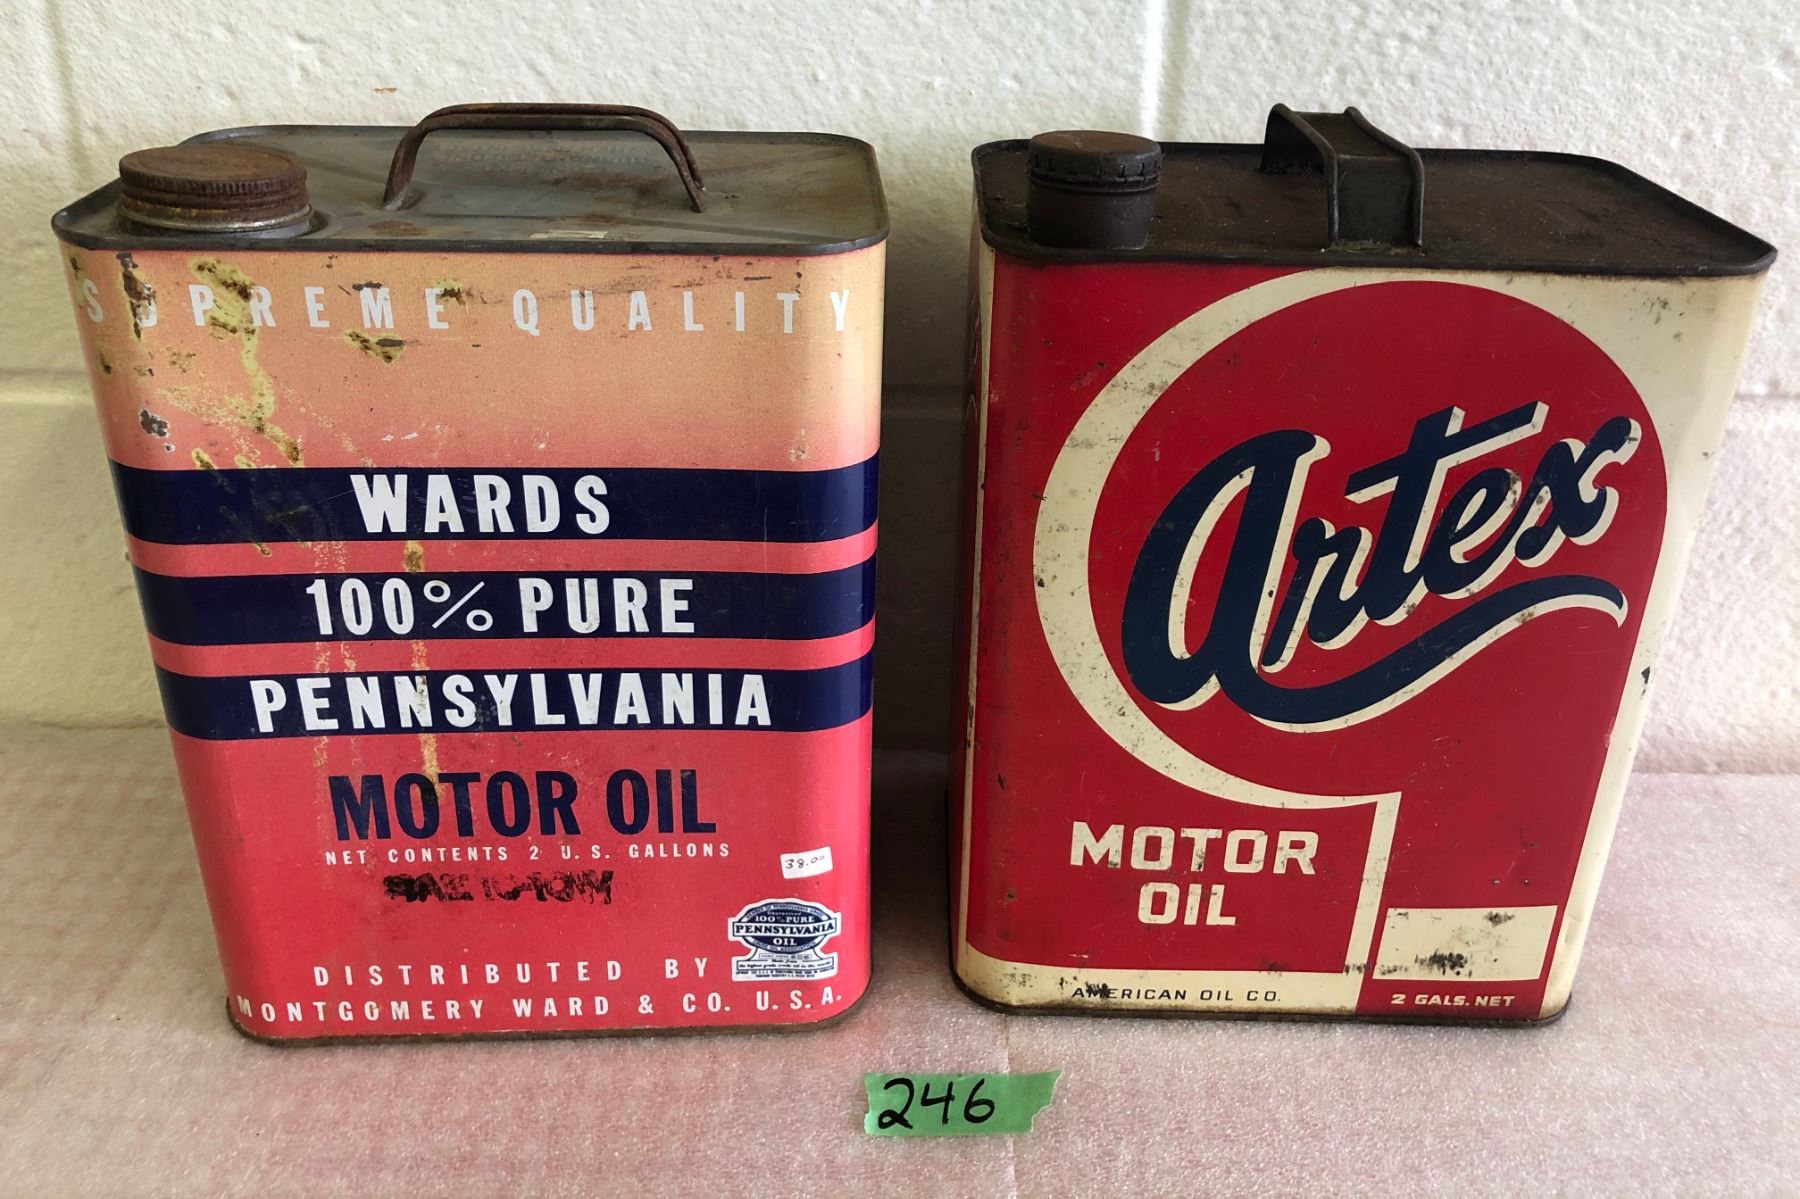 SUPREME QUALITY
WARDS
100% PURE
PENNSYLVANIA
MOTOR OIL
NET CONTENTS 2 U.S. GALLONS
38.00
Guaranteed
100% PURE
PENNSYLVANIA
OIL
DISTRIBUTED BY
MONTGOMERY WARD & CO. U.S.A.
Artex
MOTOR
OIL
AMERICAN OIL CO.
2 GALS. NET
246